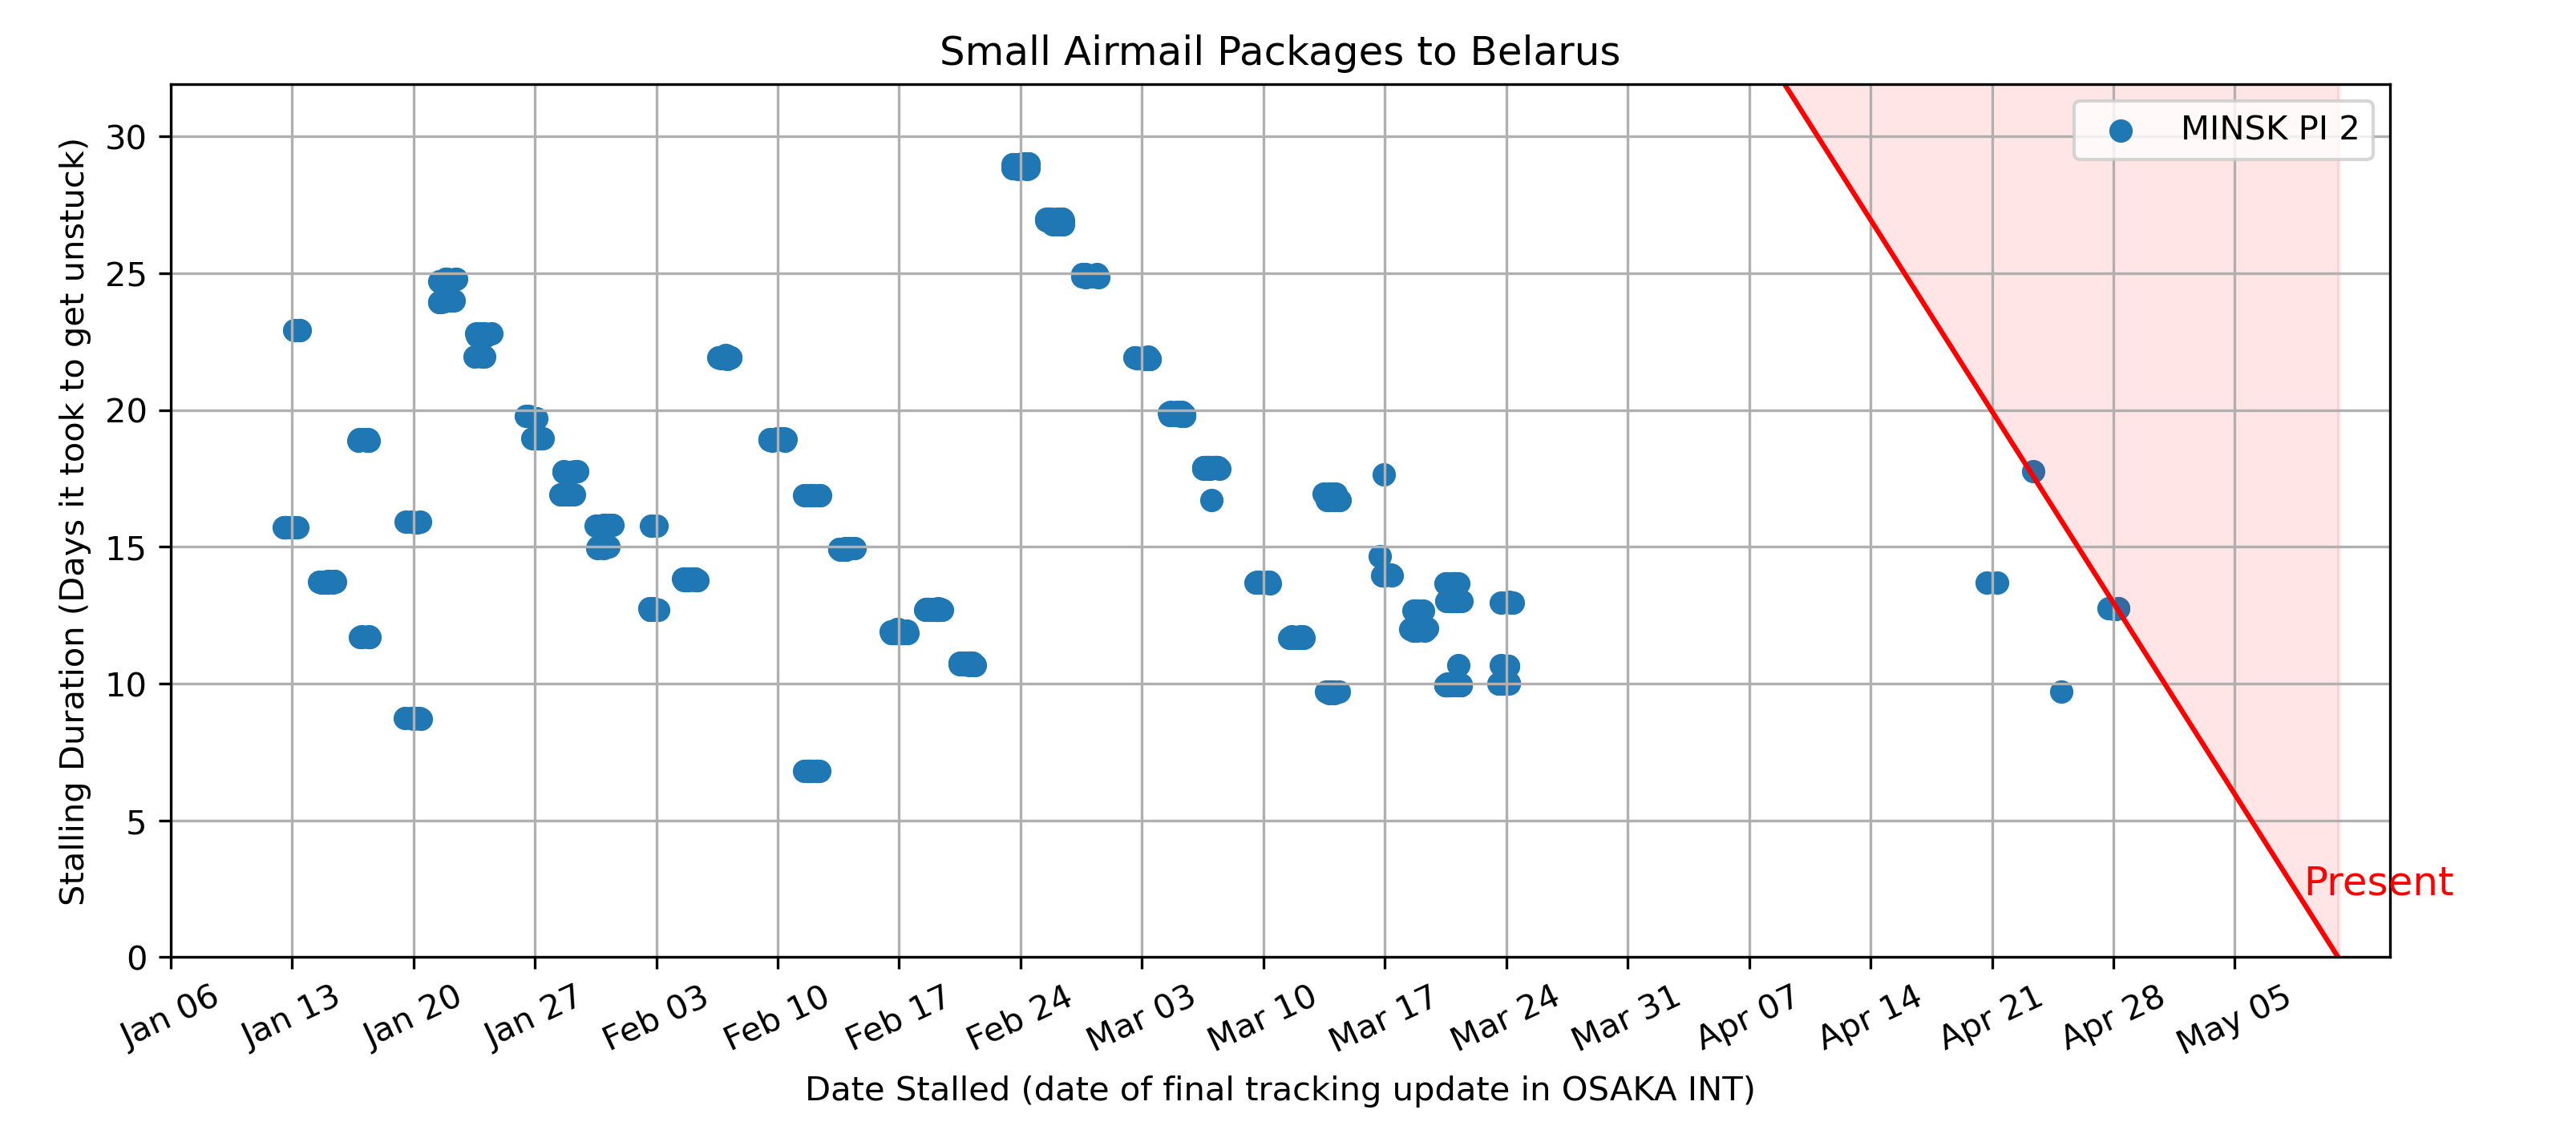 Small Airmail Packages to Belarus
MINSK PI 2
Stalling Duration (Days it took to get unstuck)
30
25
20
15
10
5
0
Present
Jan 06
Jan 13
Jan 20
Jan 27
Feb 03
Feb 10
Feb 17
Feb 24
Mar 03
Mar 10
Mar 17
Mar 24
Mar 31
Apr 07
Apr 14
Apr 21
Apr 28
May 05
Date Stalled (date of final tracking update in OSAKA INT)